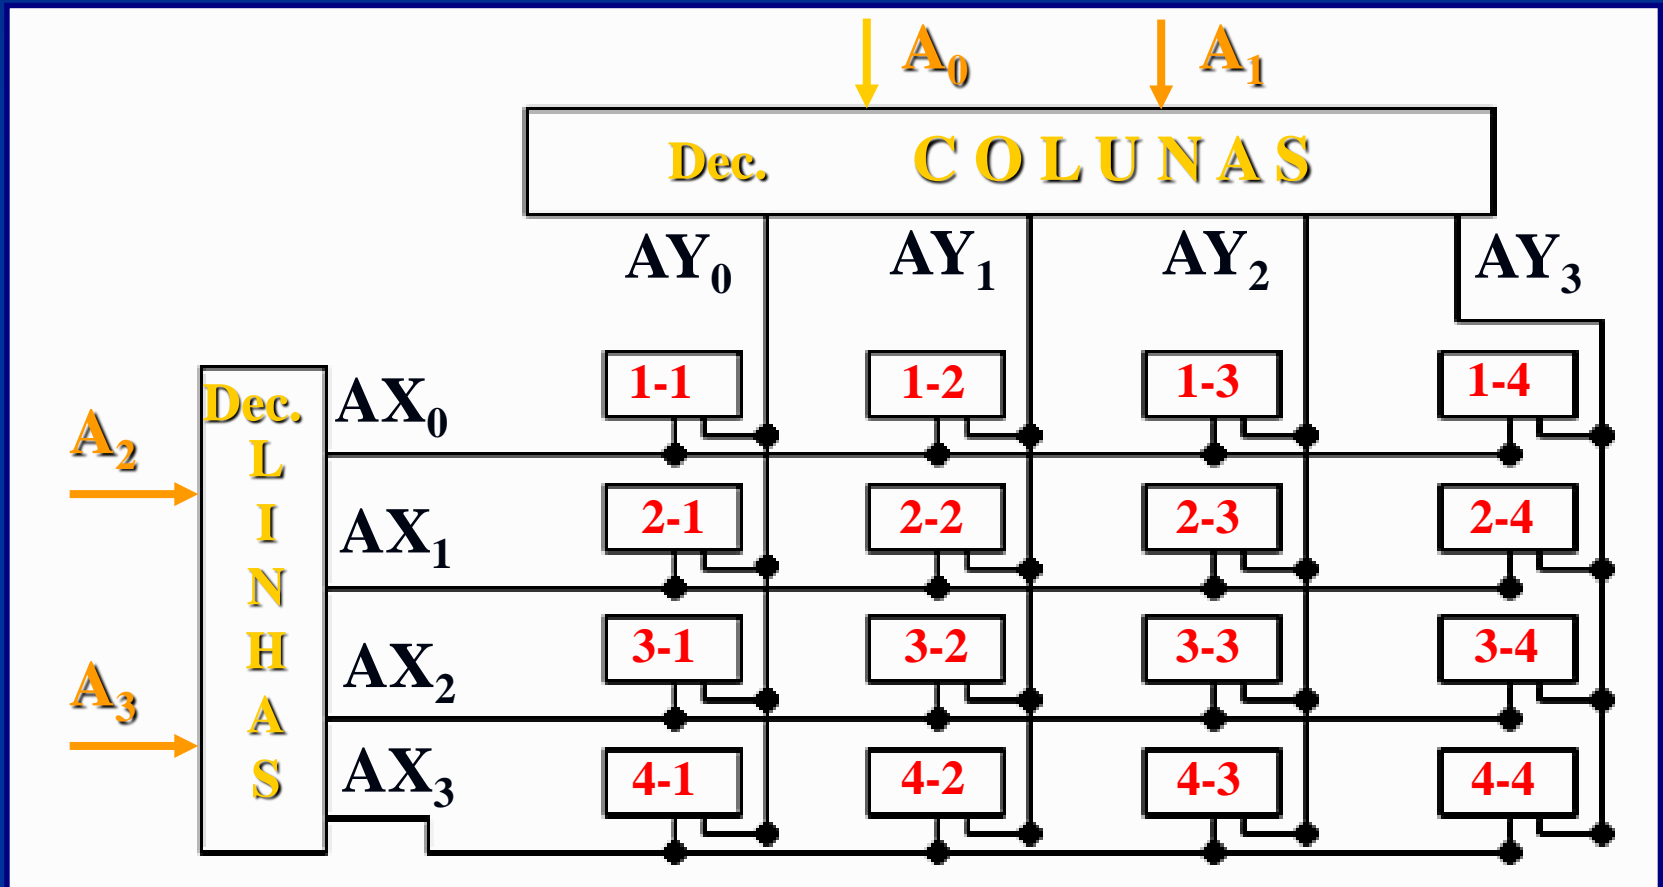 A0 A1
Dec. COLUNAS
AY0 AY1 AY2 AY3
Dec.
LINHAS
A2
A3
AX0 1-1 1-2 1-3 1-4
AX1 2-1 2-2 2-3 2-4
AX2 3-1 3-2 3-3 3-4
AX3 4-1 4-2 4-3 4-4